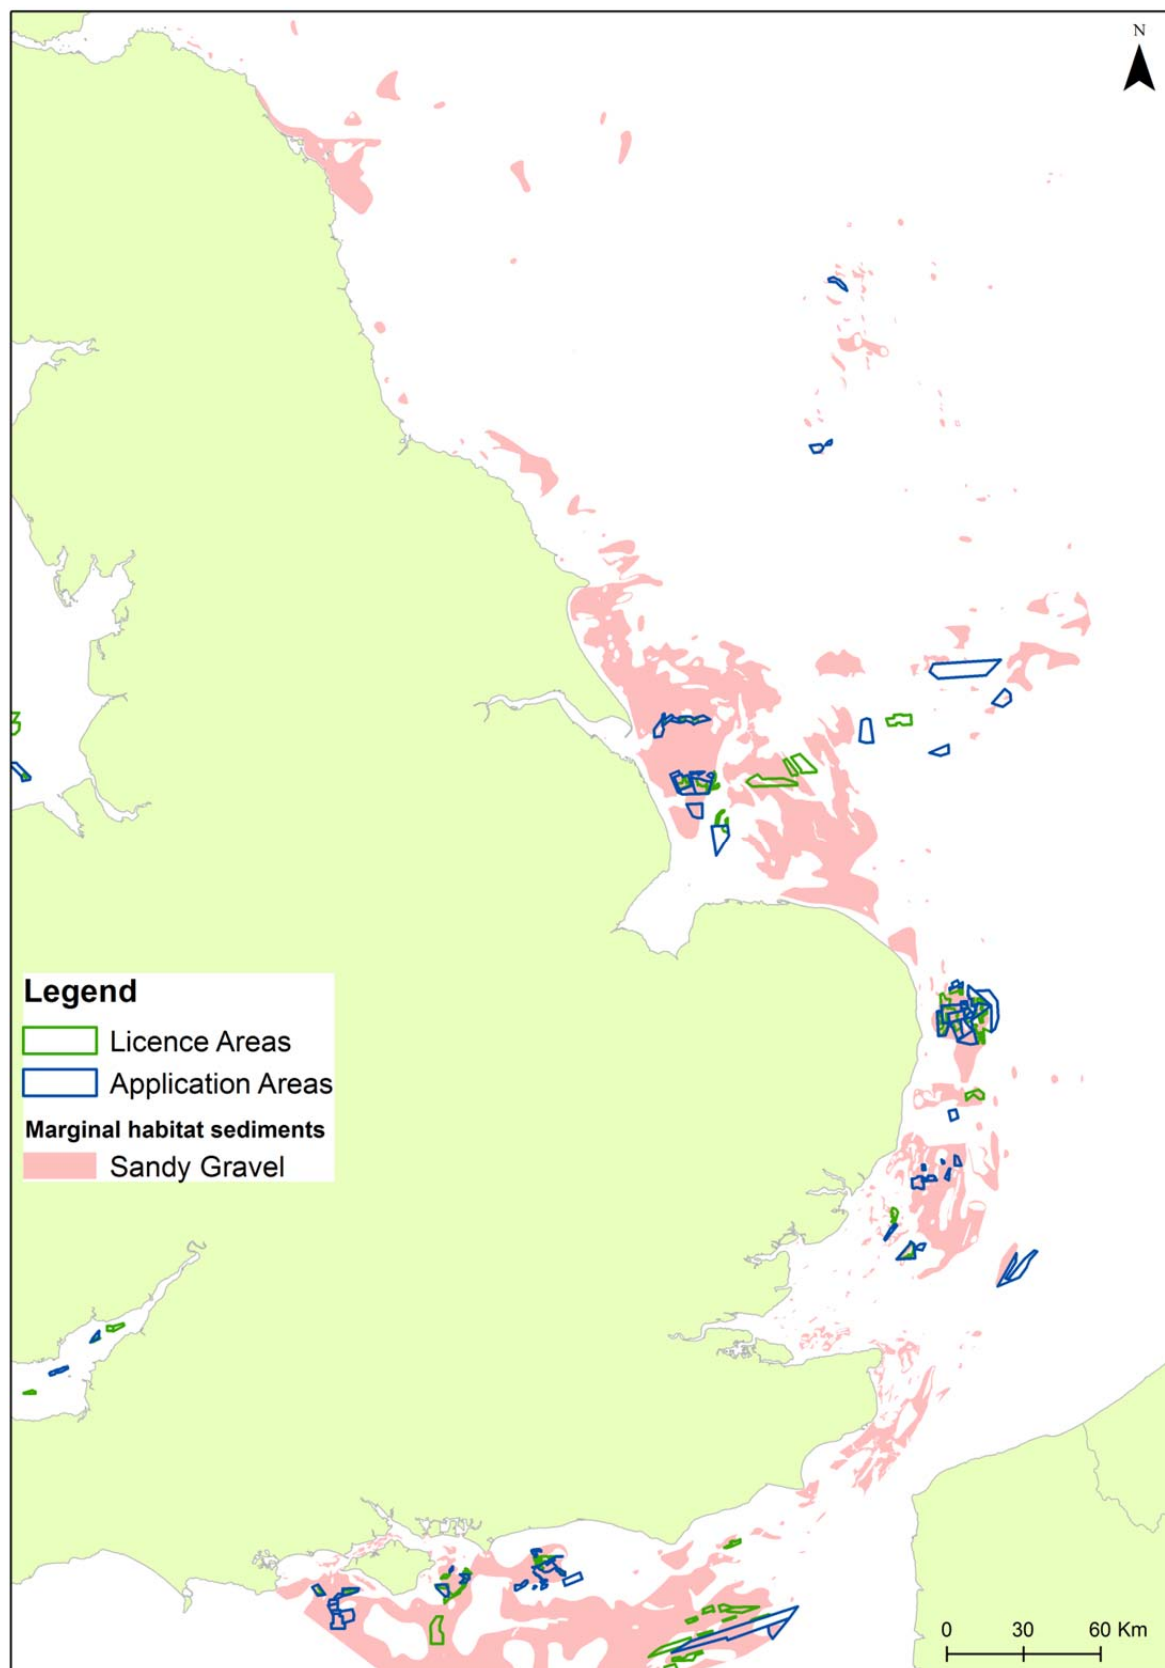 N
Legend
Licence Areas
Application Areas
Marginal habitat sediments
Sandy Gravel
0 30 60 Km